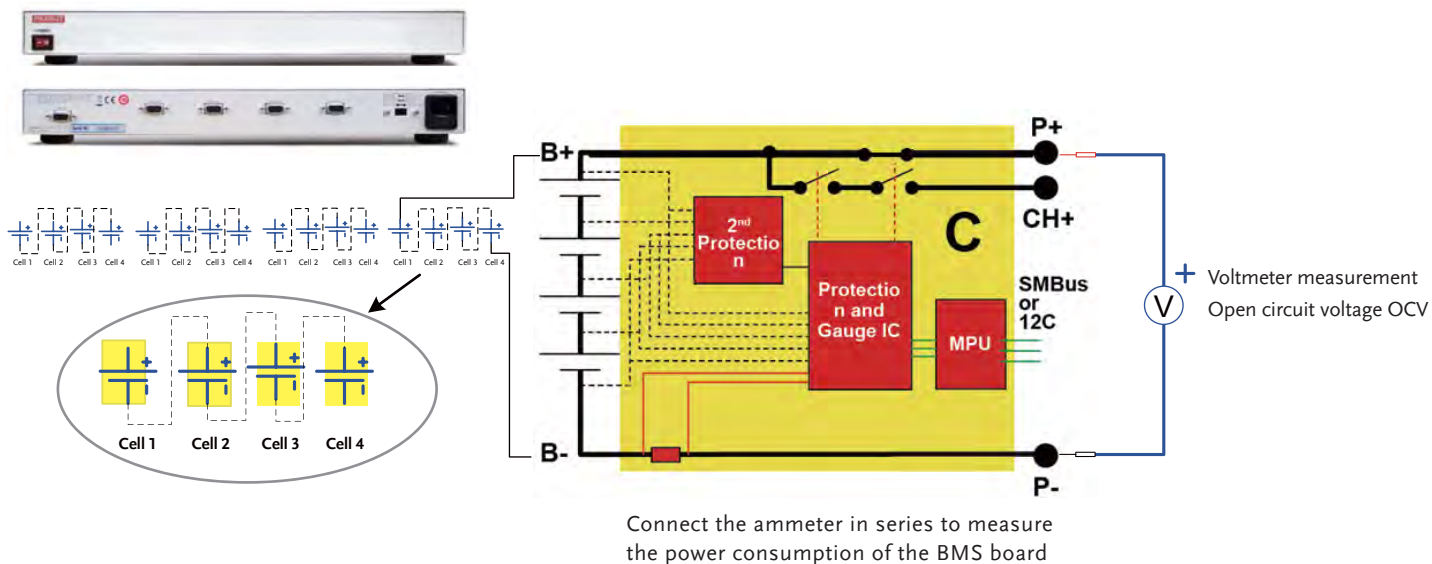 B+
P+
CH+
C
2nd
Protectio
n
Protectio
n and
Gauge IC
MPU
SMBus
or
12C
B-
P-
V
+ Voltmeter measurement
Open circuit voltage OCV
Cell 1 Cell 2 Cell 3 Cell 4 Cell 1 Cell 2 Cell 3 Cell 4 Cell 1 Cell 2 Cell 3 Cell 4 Cell 1 Cell 2 Cell 3 Cell 4
Cell 1 Cell 2 Cell 3 Cell 4
Connect the ammeter in series to measure
the power consumption of the BMS board